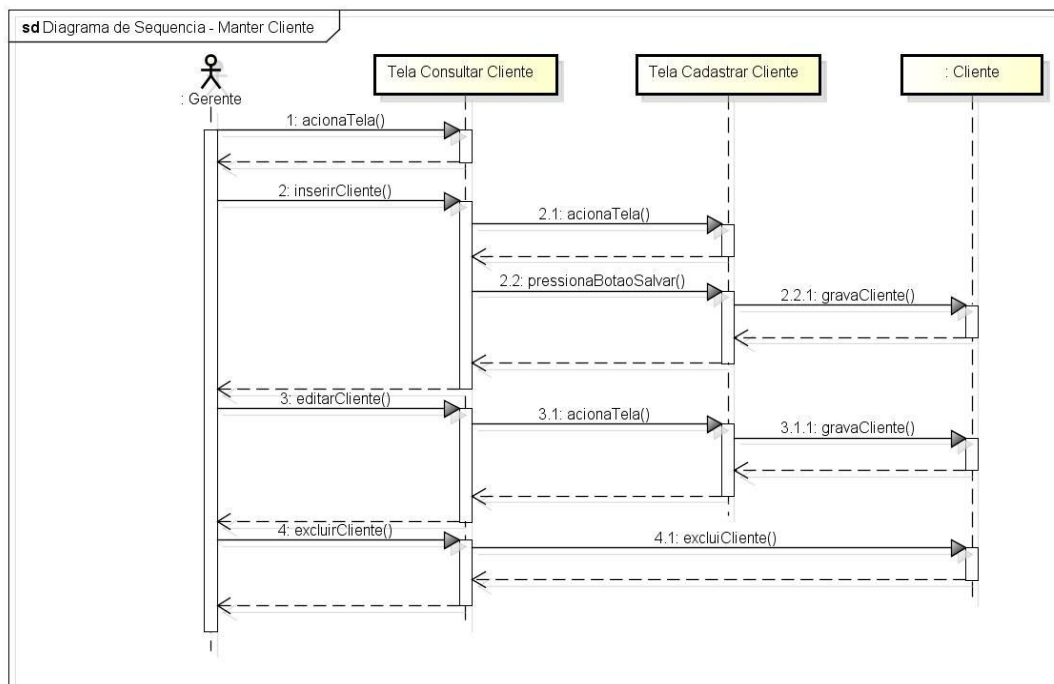 sd Diagrama de Sequencia - Manter Cliente
: Gerente
Tela Consultar Cliente
Tela Cadastrar Cliente
: Cliente
1: acionaTela()
2: inserirCliente()
2.1: acionaTela()
2.2: pressionaBotaoSalvar()
2.2.1: gravaCliente()
3: editarCliente()
3.1: acionaTela()
3.1.1: gravaCliente()
4: excluirCliente()
4.1: excluiCliente()